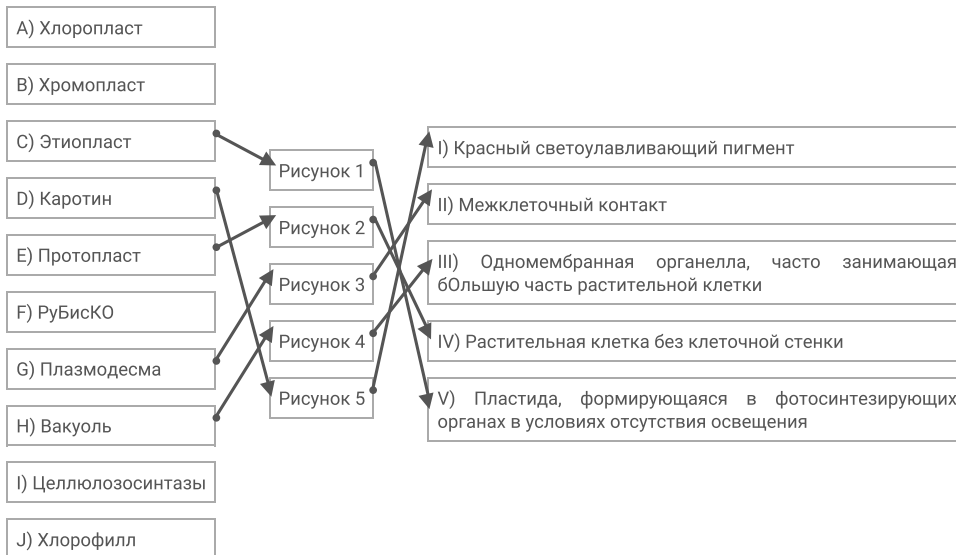 A) Хлоропласт
B) Хромопласт
C) Этиопласт
D) Каротин
E) Протопласт
F) РуБисКО
G) Плазмодесма
H) Вакуоль
I) Целлюлозосинтазы
J) Хлорофилл
Рисунок 1
Рисунок 2
Рисунок 3
Рисунок 4
Рисунок 5
I) Красный светоулавливающий пигмент
II) Межклеточный контакт
III) Одномембранная органелла, часто занимающая
бОльшую часть растительной клетки
IV) Растительная клетка без клеточной стенки
V) Пластида, формирующаяся в фотосинтезирующих
органах в условиях отсутствия освещения